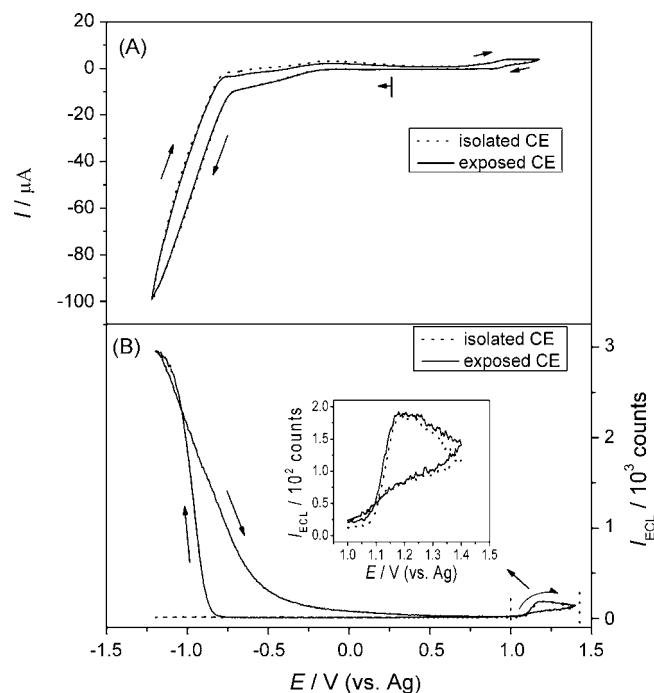 (A)
20
0
-20
-40
-60
-80
-100
I / μA
isolated CE
exposed CE
(B)
isolated CE
exposed CE
3
2
1
0
I_ECL / 10³ counts
2.0
1.5
1.0
0.5
0.0
I_ECL / 10² counts
1.0 1.1 1.2 1.3 1.4 1.5
E / V (vs. Ag)
-1.5 -1.0 -0.5 0.0 0.5 1.0 1.5
E / V (vs. Ag)